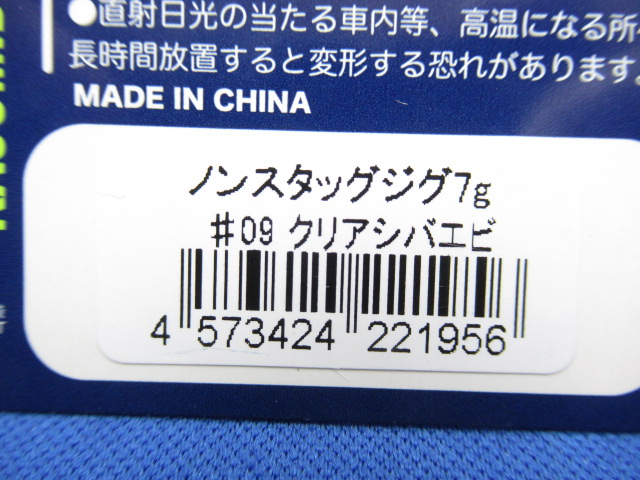 ●直射日光の当たる車内等、高温になる所
長時間放置すると変形する恐れがあります。
MADE IN CHINA
ノンスタッグジグ7g
#09 クリアシバエビ
4 573424 221956